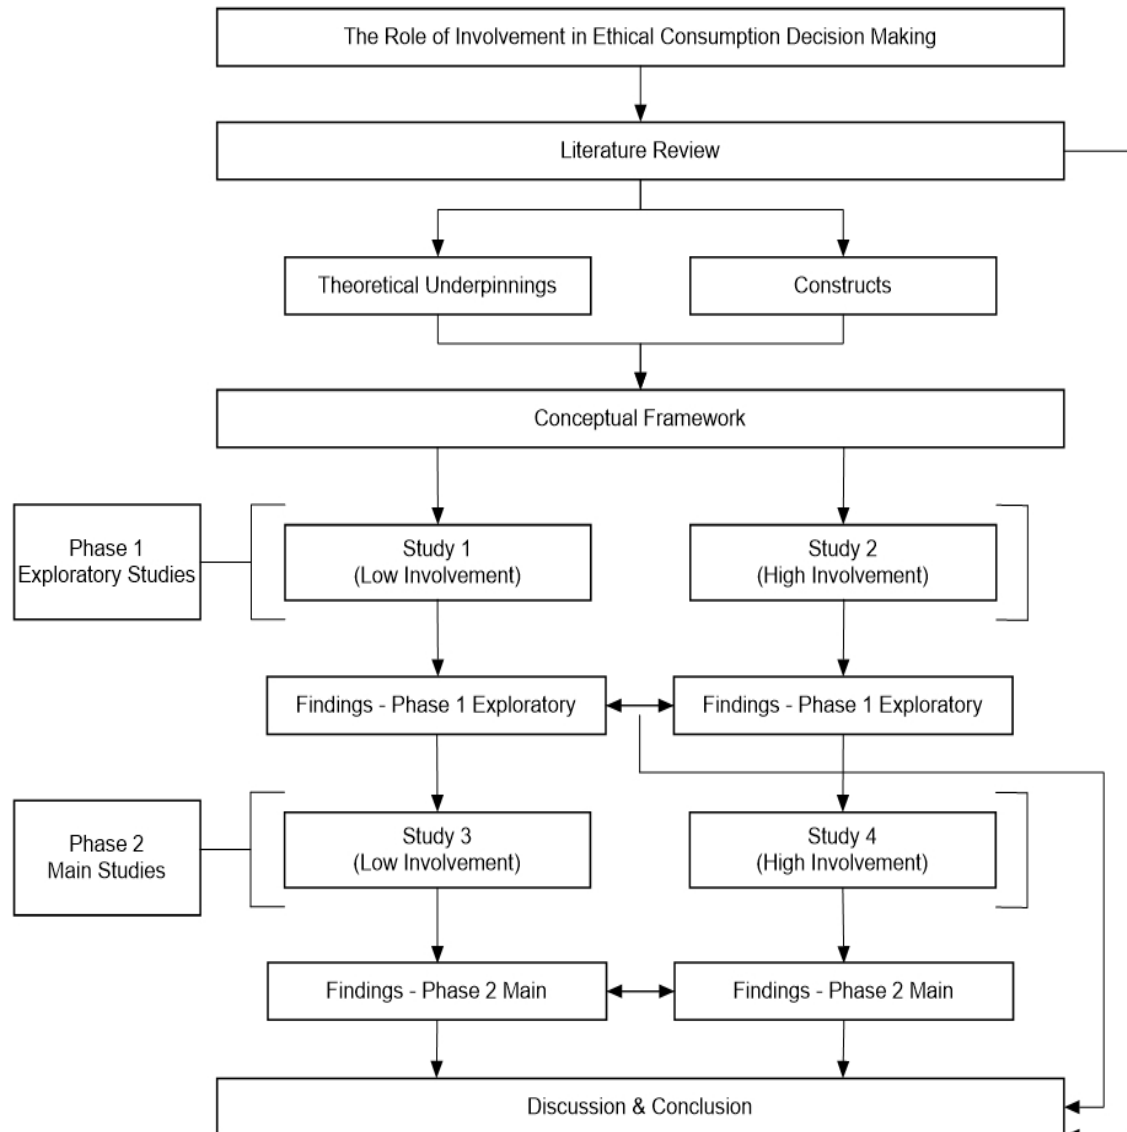 The Role of Involvement in Ethical Consumption Decision Making
Literature Review
Theoretical Underpinnings
Constructs
Conceptual Framework
Phase 1
Exploratory Studies
Study 1
(Low Involvement)
Study 2
(High Involvement)
Findings - Phase 1 Exploratory
Findings - Phase 1 Exploratory
Phase 2
Main Studies
Study 3
(Low Involvement)
Study 4
(High Involvement)
Findings - Phase 2 Main
Findings - Phase 2 Main
Discussion & Conclusion